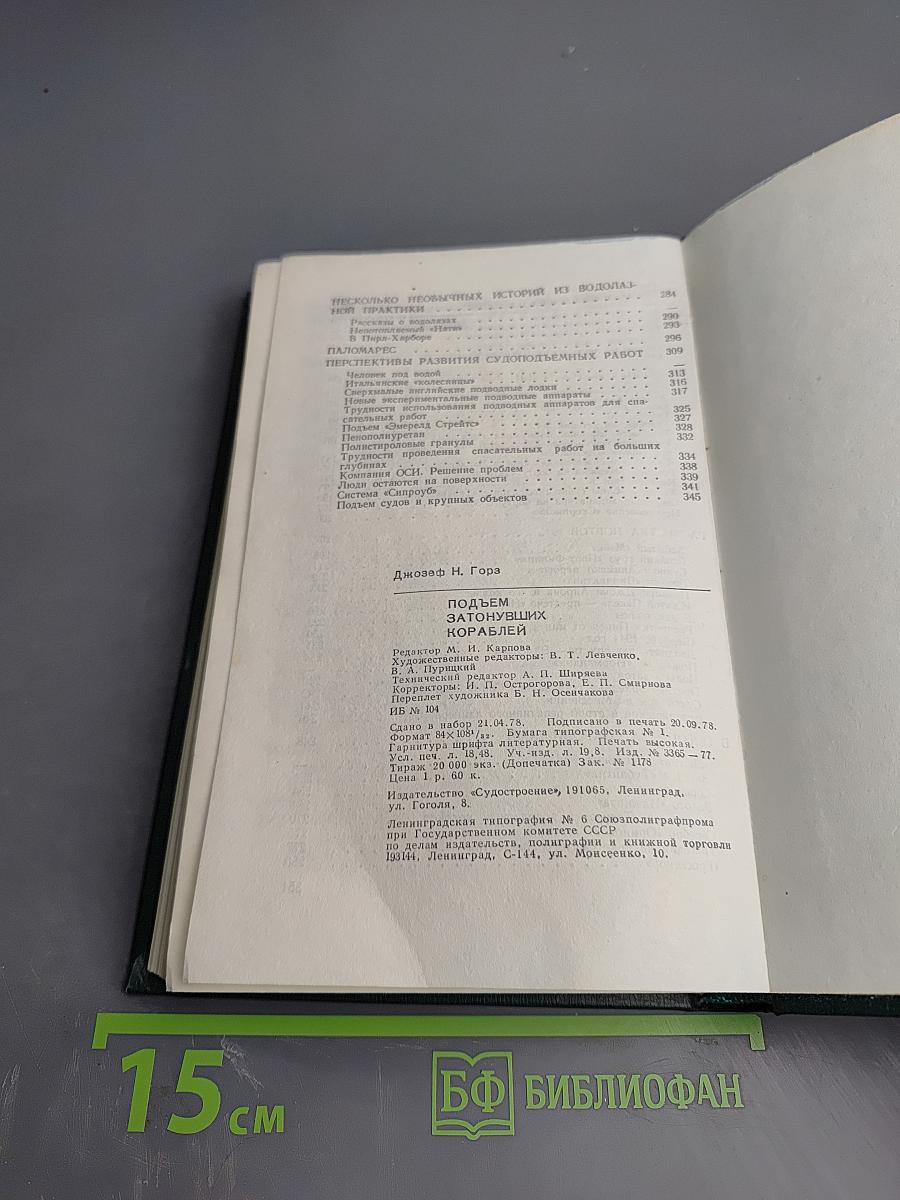 НЕСКОЛЬКО НЕОБЫЧНЫХ ИСТОРИЙ ИЗ ВОДОЛАЗ-
НОЙ ПРАКТИКИ 284
Рассказы о водолазах —
Непотопляемый «Ната» 290
В Пирл-Харборе 293
ПАЛОМАРЕС 296
ПЕРСПЕКТИВЫ РАЗВИТИЯ СУДОПОДЪЕМНЫХ РАБОТ 309
Человек под водой —
Итальянские «колесницы» 313
Сверхмалые английские подводные лодки 316
Новые экспериментальные подводные аппараты 317
Трудности использования подводных аппаратов для спа-
сательных работ 325
Подъем «Эмерелд Стрейтс» 327
Пенополиуретан 328
Полистироловые гранулы 332
Трудности проведения спасательных работ на больших
глубинах 334
Компания ОСИ. Решение проблем 338
Люди остаются на поверхности 339
Система «Сипроуб» 341
Подъем судов и крупных объектов 345
Джозеф Н. Горз
ПОДЪЕМ
ЗАТОНУВШИХ
КОРАБЛЕЙ
Редактор М. И. Карпова
Художественные редакторы: В. Т. Левченко,
В. А. Пурицкий
Технический редактор А. П. Ширяева
Корректоры: И. П. Острогорова, Е. П. Смирнова
Переплет художника Б. Н. Осенчакова
ИБ № 104
Сдано в набор 21.04.78. Подписано в печать 20.09.78.
Формат 84×108¹/₃₂. Бумага типографская № 1.
Гарнитура шрифта литературная. Печать высокая.
Усл. печ. л. 18,48. Уч.-изд. л. 19,8. Изд. № 3365—77.
Тираж 20 000 экз. (Допечатка) Зак. № 1178
Цена 1 р. 60 к.
Издательство «Судостроение», 191065, Ленинград,
ул. Гоголя, 8.
Ленинградская типография № 6 Союзполиграфпрома
при Государственном комитете СССР
по делам издательств, полиграфии и книжной торговли
193144, Ленинград, С-144, ул. Моисеенко, 10.
15 см
БФ БИБЛИОФАН